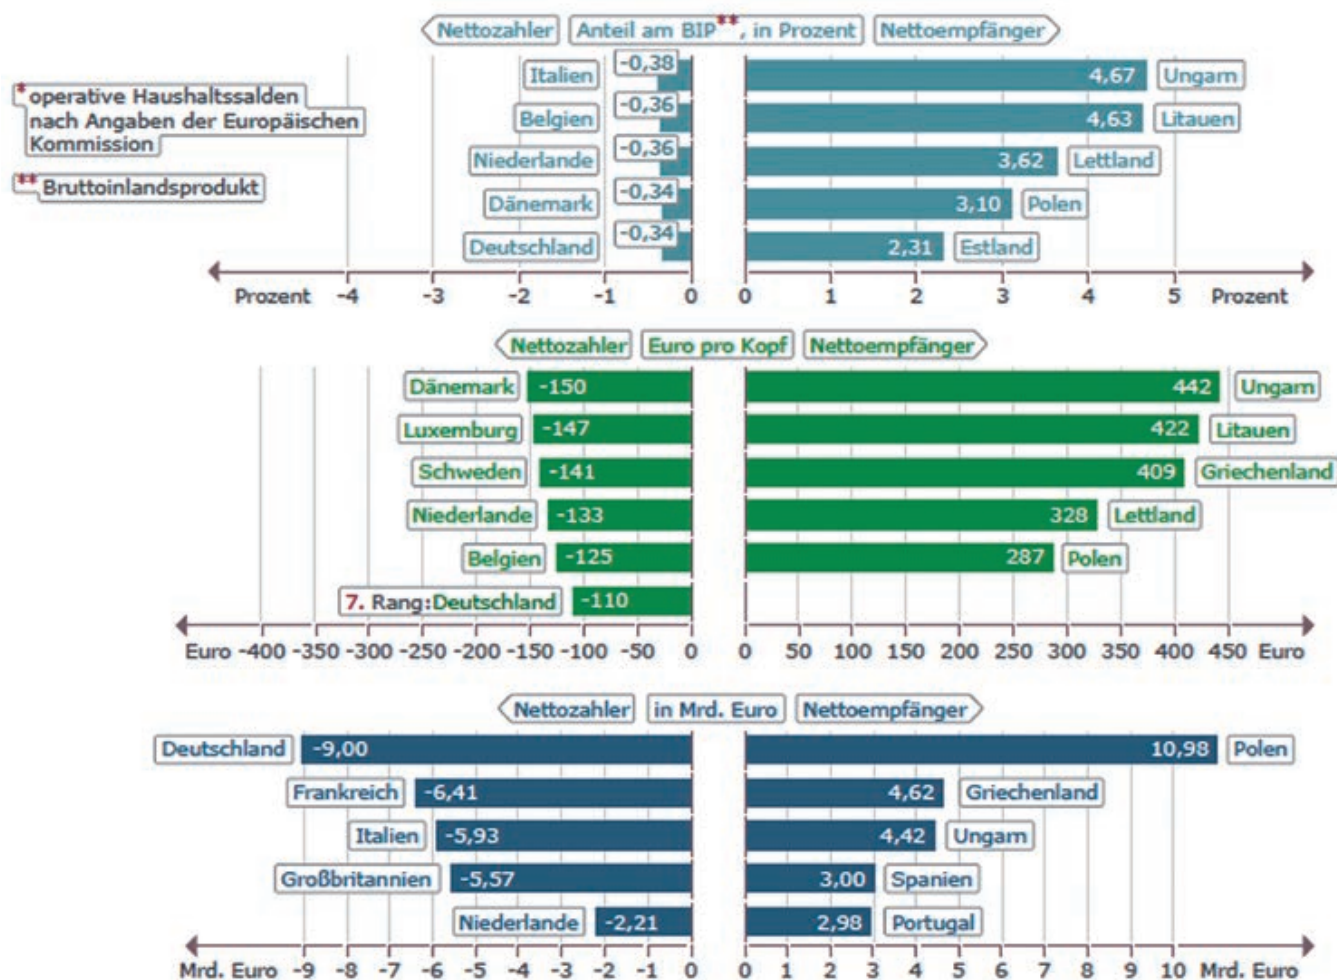 Nettozahler Anteil am BIP**, in Prozent Nettoempfänger
*operative Haushaltssalden
nach Angaben der Europäischen
Kommission
** Bruttoinlandsprodukt
Italien -0,38 4,67 Ungarn
Belgien -0,36 4,63 Litauen
Niederlande -0,36 3,62 Lettland
Dänemark -0,34 3,10 Polen
Deutschland -0,34 2,31 Estland
Prozent -4 -3 -2 -1 0 0 1 2 3 4 5 Prozent
Nettozahler Euro pro Kopf Nettoempfänger
Dänemark -150 442 Ungarn
Luxemburg -147 422 Litauen
Schweden -141 409 Griechenland
Niederlande -133 328 Lettland
Belgien -125 287 Polen
7. Rang:Deutschland -110
Euro -400 -350 -300 -250 -200 -150 -100 -50 0 0 50 100 150 200 250 300 350 400 450 Euro
Nettozahler in Mrd. Euro Nettoempfänger
Deutschland -9,00 10,98 Polen
Frankreich -6,41 4,62 Griechenland
Italien -5,93 4,42 Ungarn
Großbritannien -5,57 3,00 Spanien
Niederlande -2,21 2,98 Portugal
Mrd. Euro -9 -8 -7 -6 -5 -4 -3 -2 -1 0 0 1 2 3 4 5 6 7 8 9 10 Mrd. Euro